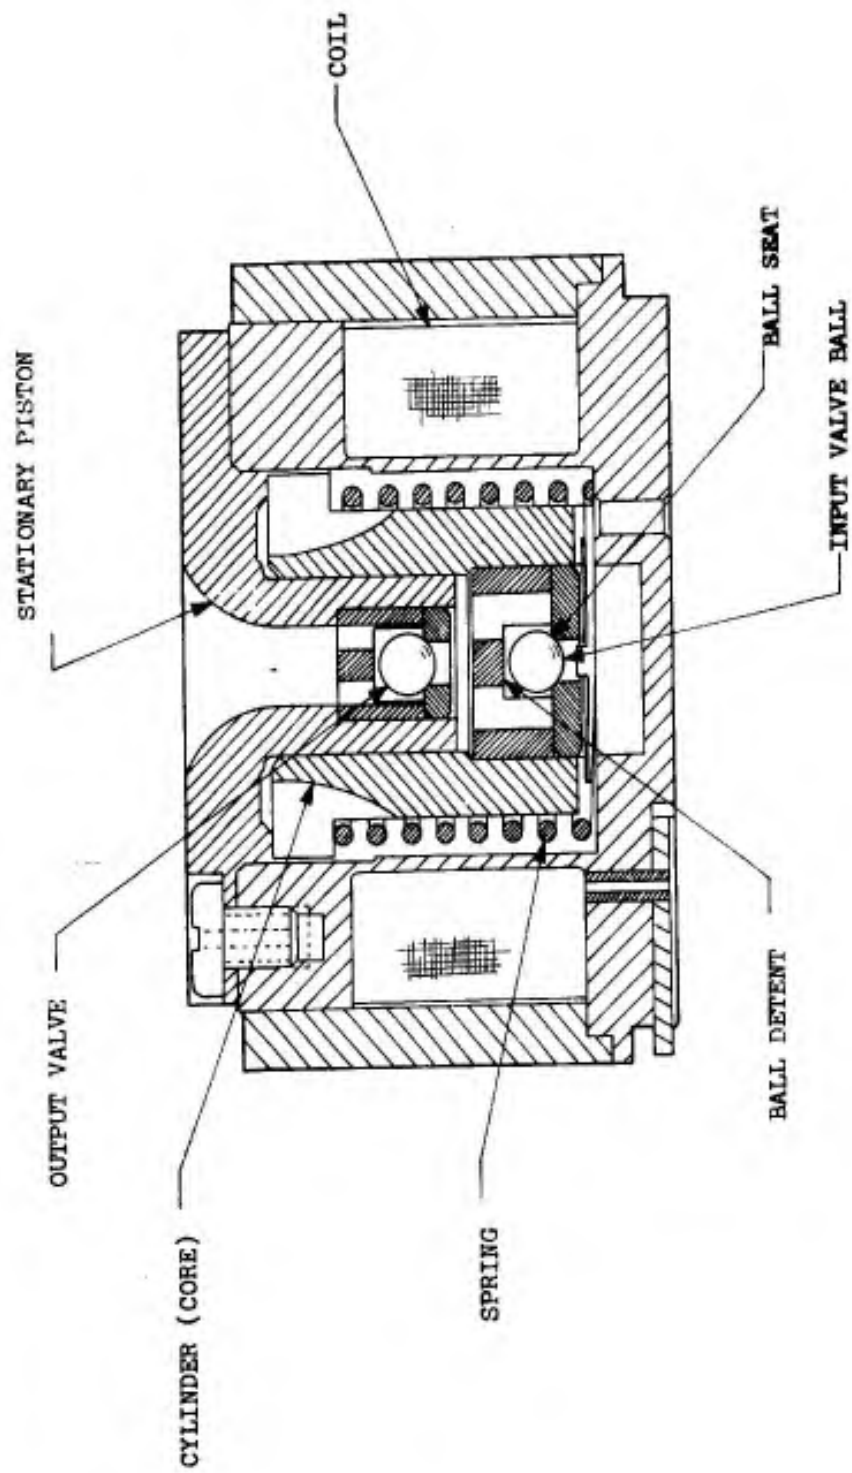 COIL
STATIONARY PISTON
BALL SEAT
INPUT VALVE BALL
OUTPUT VALVE
BALL DETENT
CYLINDER (CORE)
SPRING